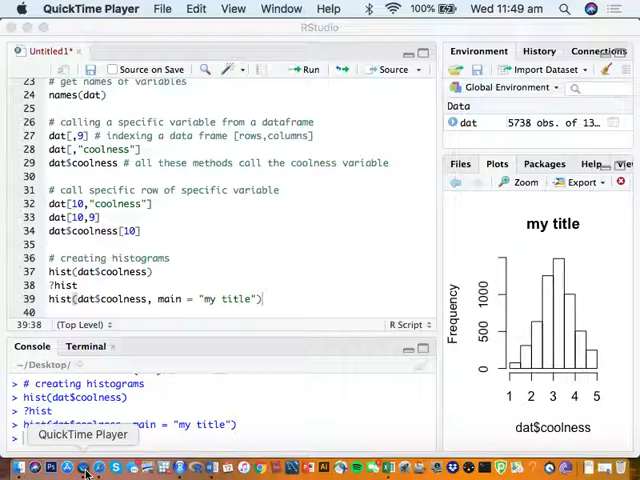 QuickTime Player File Edit View Window Help 100% Wed 11:49 am
RStudio
Untitled1*
Source on Save Run Source
23 # get names of variables
24 names(dat)
25
26 # calling a specific variable from a dataframe
27 dat[,9] # indexing a data frame [rows,columns]
28 dat[,"coolness"]
29 dat$coolness # all these methods call the coolness variable
30
31 # call specific row of specific variable
32 dat[10,"coolness"]
33 dat[10,9]
34 dat$coolness[10]
35
36 # creating histograms
37 hist(dat$coolness)
38 ?hist
39 hist(dat$coolness, main = "my title")
40
39:38 (Top Level) R Script
Console Terminal
~/Desktop/
> # creating histograms
> hist(dat$coolness)
> ?hist
> hist(dat$coolness, main = "my title")
>
QuickTime Player
Environment History Connections
Import Dataset
Global Environment
Data
dat 5738 obs. of 13…
Files Plots Packages Help
Zoom Export
my title
Frequency
0 500 1000
1 2 3 4 5
dat$coolness